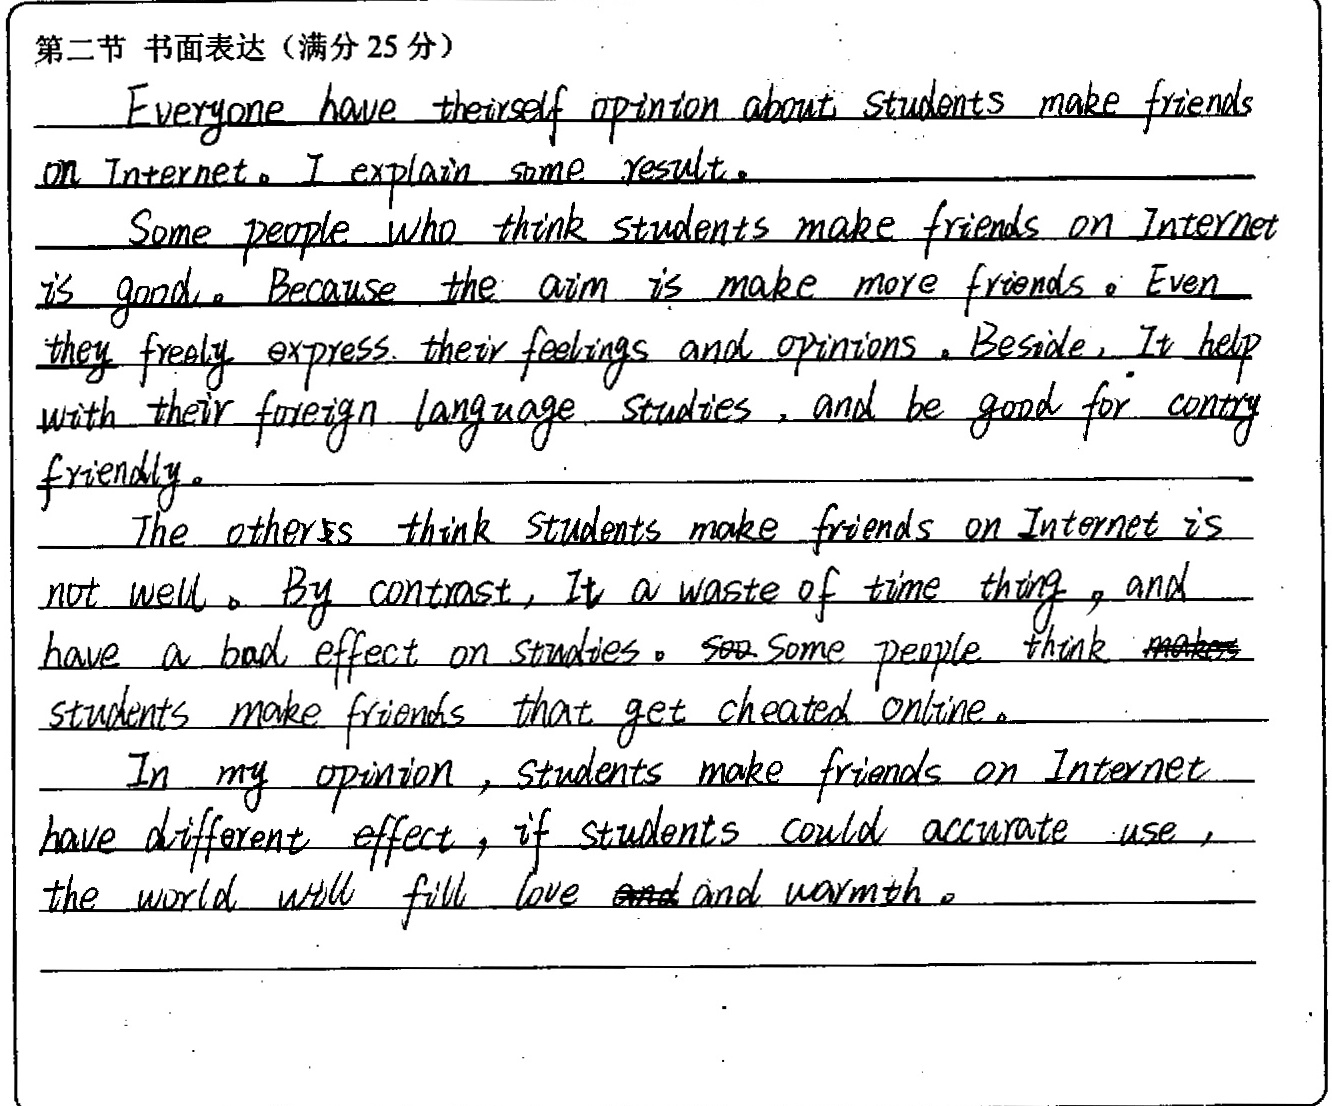 第二节 书面表达（满分 25 分）
Everyone have theirself opinion about students make friends
on Internet。I explain some result。
Some people who think students make friends on Internet
is good。Because the aim is make more friends。Even
they freely express their feelings and opinions。Beside, It help
with their foreign language studies, and be good for contry
friendly。
The others think students make friends on Internet is
not well。By contrast, It a waste of time thing, and
have a bad effect on studies。Some people think
students make friends that get cheated online。
In my opinion, students make friends on Internet
have different effect, if students could accurate use,
the world will fill love and warmth。